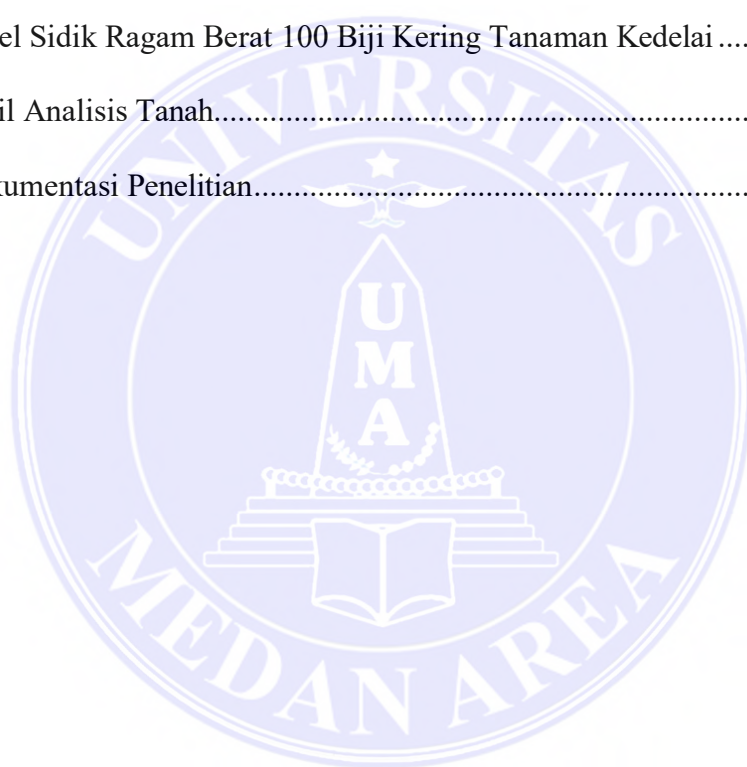 el Sidik Ragam Berat 100 Biji Kering Tanaman Kedelai ....
il Analisis Tanah......................................................................
kumentasi Penelitian.................................................................
UNIVERSITAS
U
M
A
MEDAN AREA